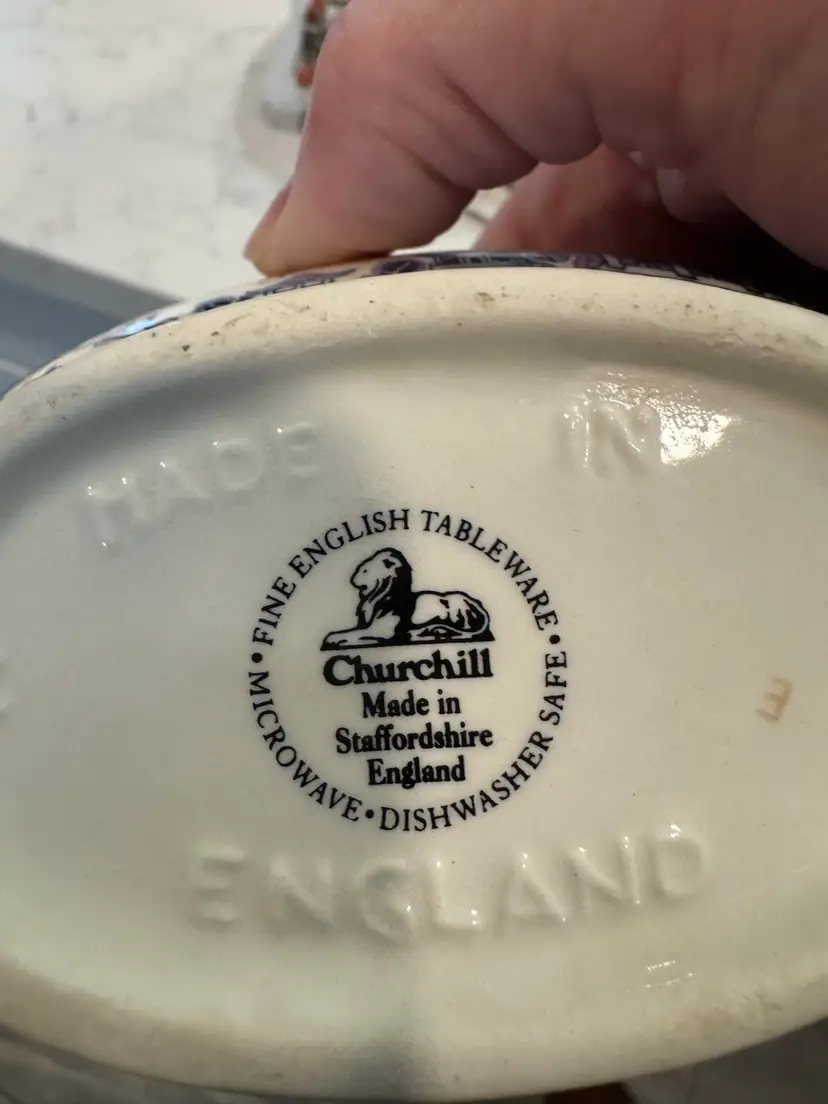 MADE IN
• FINE ENGLISH TABLEWARE •
Churchill
Made in
Staffordshire
England
MICROWAVE • DISHWASHER SAFE
ENGLAND
E